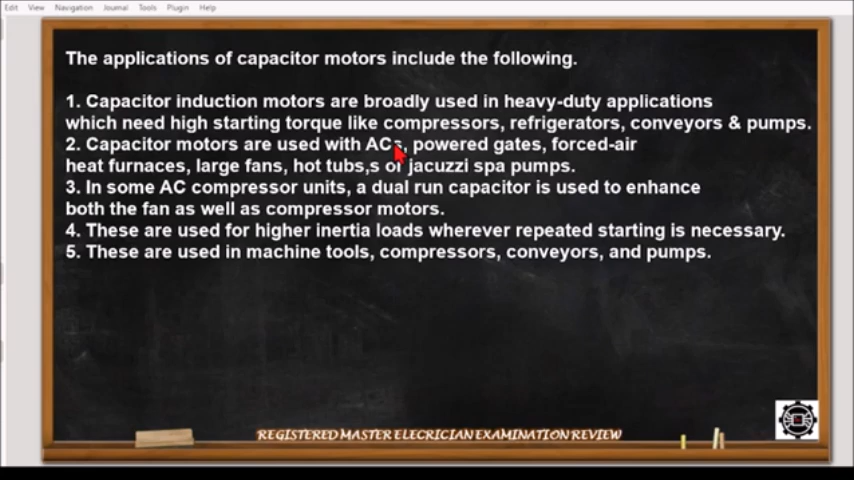 Edit View Navigation Journal Tools Plugin Help
The applications of capacitor motors include the following.
1. Capacitor induction motors are broadly used in heavy-duty applications
which need high starting torque like compressors, refrigerators, conveyors & pumps.
2. Capacitor motors are used with ACs, powered gates, forced-air
heat furnaces, large fans, hot tubs,s or jacuzzi spa pumps.
3. In some AC compressor units, a dual run capacitor is used to enhance
both the fan as well as compressor motors.
4. These are used for higher inertia loads wherever repeated starting is necessary.
5. These are used in machine tools, compressors, conveyors, and pumps.
REGISTERED MASTER ELECRICIAN EXAMINATION REVIEW